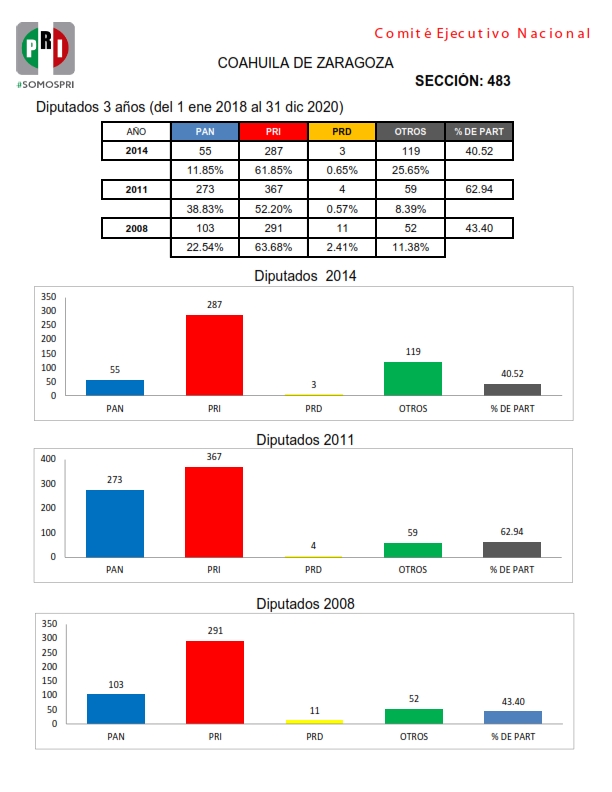 PRI
#SOMOSPRI
Comité Ejecutivo Nacional
COAHUILA DE ZARAGOZA
SECCIÓN: 483
Diputados 3 años (del 1 ene 2018 al 31 dic 2020)
AÑO PAN PRI PRD OTROS % DE PART
2014 55 287 3 119 40.52
11.85% 61.85% 0.65% 25.65%
2011 273 367 4 59 62.94
38.83% 52.20% 0.57% 8.39%
2008 103 291 11 52 43.40
22.54% 63.68% 2.41% 11.38%
Diputados 2014
350
300
250
200
150
100
50
0
55 287 3 119 40.52
PAN PRI PRD OTROS % DE PART
Diputados 2011
400
300
200
100
0
273 367 4 59 62.94
PAN PRI PRD OTROS % DE PART
Diputados 2008
350
300
250
200
150
100
50
0
103 291 11 52 43.40
PAN PRI PRD OTROS % DE PART